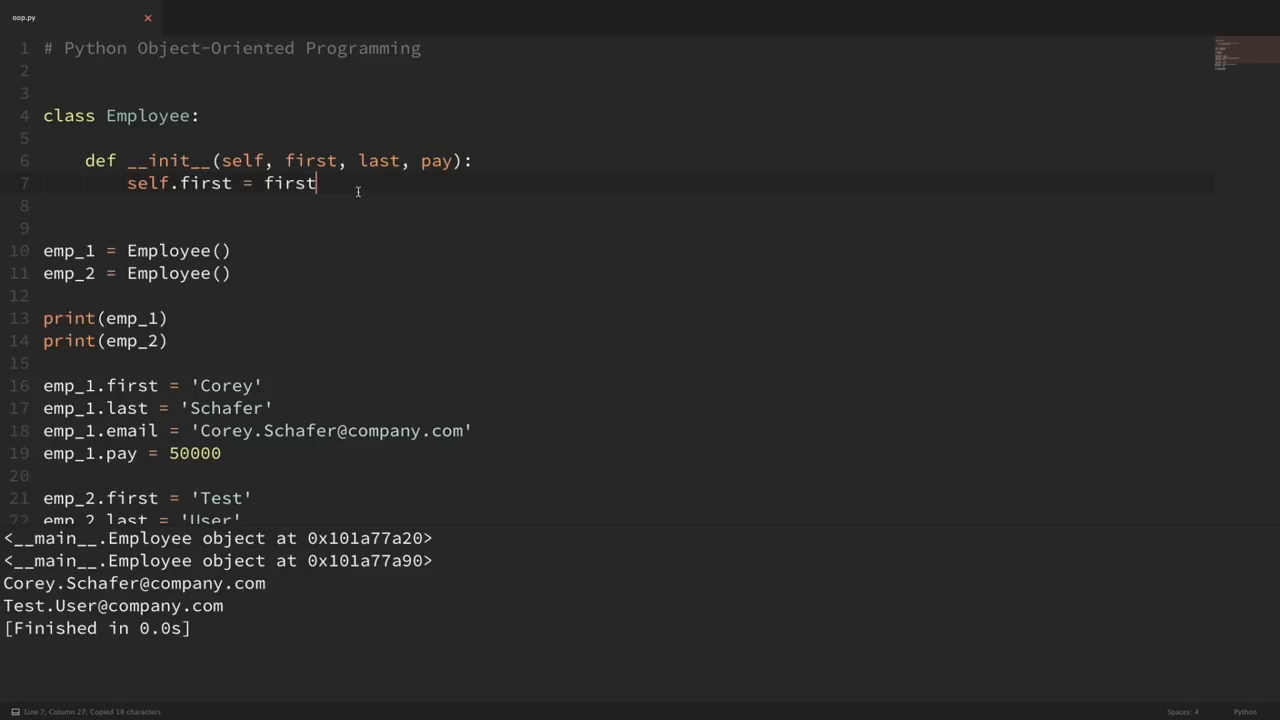 oop.py
1 # Python Object-Oriented Programming
2
3
4 class Employee:
5
6     def __init__(self, first, last, pay):
7         self.first = first
8
9
10 emp_1 = Employee()
11 emp_2 = Employee()
12
13 print(emp_1)
14 print(emp_2)
15
16 emp_1.first = 'Corey'
17 emp_1.last = 'Schafer'
18 emp_1.email = 'Corey.Schafer@company.com'
19 emp_1.pay = 50000
20
21 emp_2.first = 'Test'
22 emp_2.last = 'User'
<__main__.Employee object at 0x101a77a20>
<__main__.Employee object at 0x101a77a90>
Corey.Schafer@company.com
Test.User@company.com
[Finished in 0.0s]
Line 7, Column 27; Copied 18 characters Spaces: 4 Python